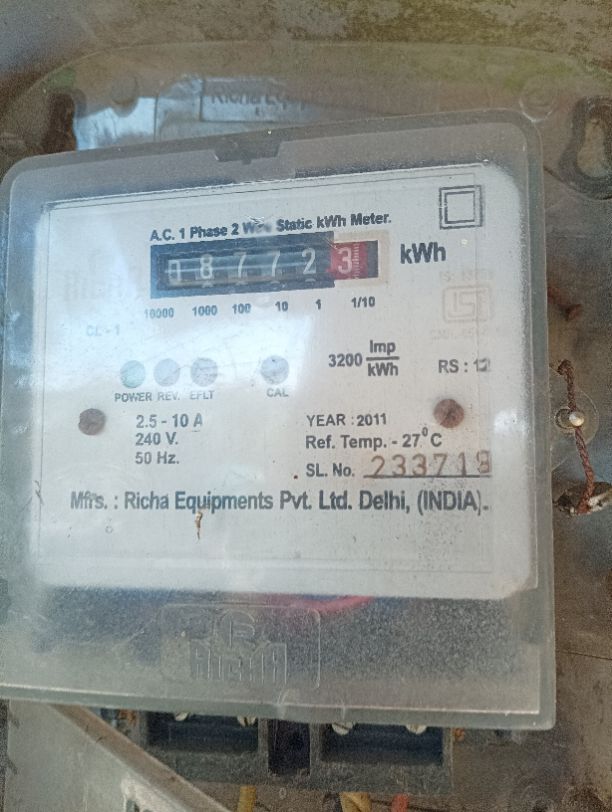 A.C. 1 Phase 2 Wire Static kWh Meter.
0 8 7 7 2 3 kWh
10000 1000 100 10 1 1/10
CL - 1
3200 Imp/kWh
RS : 12
POWER REV. EFLT CAL
2.5 - 10 A
240 V.
50 Hz.
YEAR : 2011
Ref. Temp. - 27°C
SL. No. 233719
Mfrs. : Richa Equipments Pvt. Ltd. Delhi, (INDIA).
RICHA